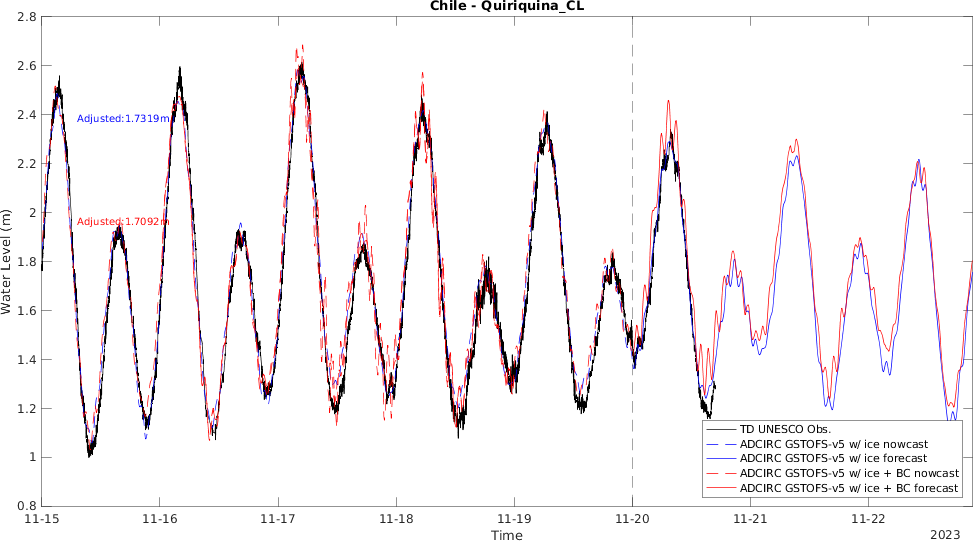 Chile - Quiriquina_CL
2.8
2.6
2.4
2.2
2
1.8
1.6
1.4
1.2
1
0.8
Water Level (m)
Adjusted:1.7319m
Adjusted:1.7092m
TD UNESCO Obs.
ADCIRC GSTOFS-v5 w/ ice nowcast
ADCIRC GSTOFS-v5 w/ ice forecast
ADCIRC GSTOFS-v5 w/ ice + BC nowcast
ADCIRC GSTOFS-v5 w/ ice + BC forecast
11-15 11-16 11-17 11-18 11-19 11-20 11-21 11-22
Time
2023